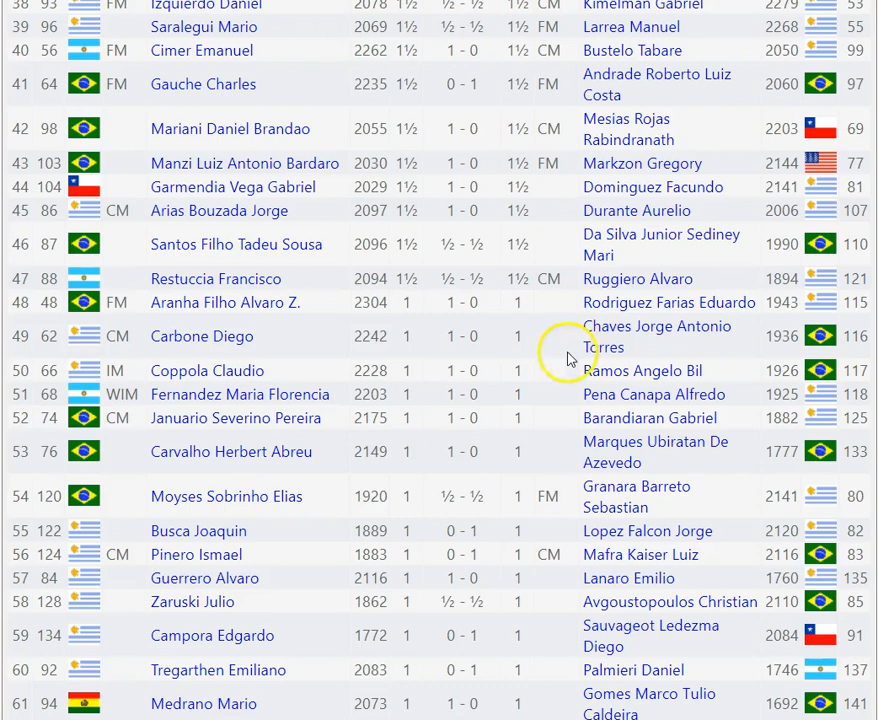 38 93 FM Izquierdo Daniel 2078 1½ ½ - ½ 1½ CM Kimelman Gabriel 2279 53
39 96 Saralegui Mario 2069 1½ ½ - ½ 1½ FM Larrea Manuel 2268 55
40 56 FM Cimer Emanuel 2262 1½ 1 - 0 1½ CM Bustelo Tabare 2050 99
41 64 FM Gauche Charles 2235 1½ 0 - 1 1½ FM Andrade Roberto Luiz
Costa 2060 97
42 98 Mariani Daniel Brandao 2055 1½ 1 - 0 1½ CM Mesias Rojas
Rabindranath 2203 69
43 103 Manzi Luiz Antonio Bardaro 2030 1½ 1 - 0 1½ FM Markzon Gregory 2144 77
44 104 Garmendia Vega Gabriel 2029 1½ 1 - 0 1½ Dominguez Facundo 2141 81
45 86 CM Arias Bouzada Jorge 2097 1½ 1 - 0 1½ Durante Aurelio 2006 107
46 87 Santos Filho Tadeu Sousa 2096 1½ ½ - ½ 1½ Da Silva Junior Sediney
Mari 1990 110
47 88 Restuccia Francisco 2094 1½ ½ - ½ 1½ CM Ruggiero Alvaro 1894 121
48 48 FM Aranha Filho Alvaro Z. 2304 1 1 - 0 1 Rodriguez Farias Eduardo 1943 115
49 62 CM Carbone Diego 2242 1 1 - 0 1 Chaves Jorge Antonio
Torres 1936 116
50 66 IM Coppola Claudio 2228 1 1 - 0 1 Ramos Angelo Bil 1926 117
51 68 WIM Fernandez Maria Florencia 2203 1 1 - 0 1 Pena Canapa Alfredo 1925 118
52 74 CM Januario Severino Pereira 2175 1 1 - 0 1 Barandiaran Gabriel 1882 125
53 76 Carvalho Herbert Abreu 2149 1 1 - 0 1 Marques Ubiratan De
Azevedo 1777 133
54 120 Moyses Sobrinho Elias 1920 1 ½ - ½ 1 FM Granara Barreto
Sebastian 2141 80
55 122 Busca Joaquin 1889 1 0 - 1 1 Lopez Falcon Jorge 2120 82
56 124 CM Pinero Ismael 1883 1 0 - 1 1 CM Mafra Kaiser Luiz 2116 83
57 84 Guerrero Alvaro 2116 1 1 - 0 1 Lanaro Emilio 1760 135
58 128 Zaruski Julio 1862 1 ½ - ½ 1 Avgoustopoulos Christian 2110 85
59 134 Campora Edgardo 1772 1 0 - 1 1 Sauvageot Ledezma
Diego 2084 91
60 92 Tregarthen Emiliano 2083 1 0 - 1 1 Palmieri Daniel 1746 137
61 94 Medrano Mario 2073 1 1 - 0 1 Gomes Marco Tulio
Caldeira 1692 141